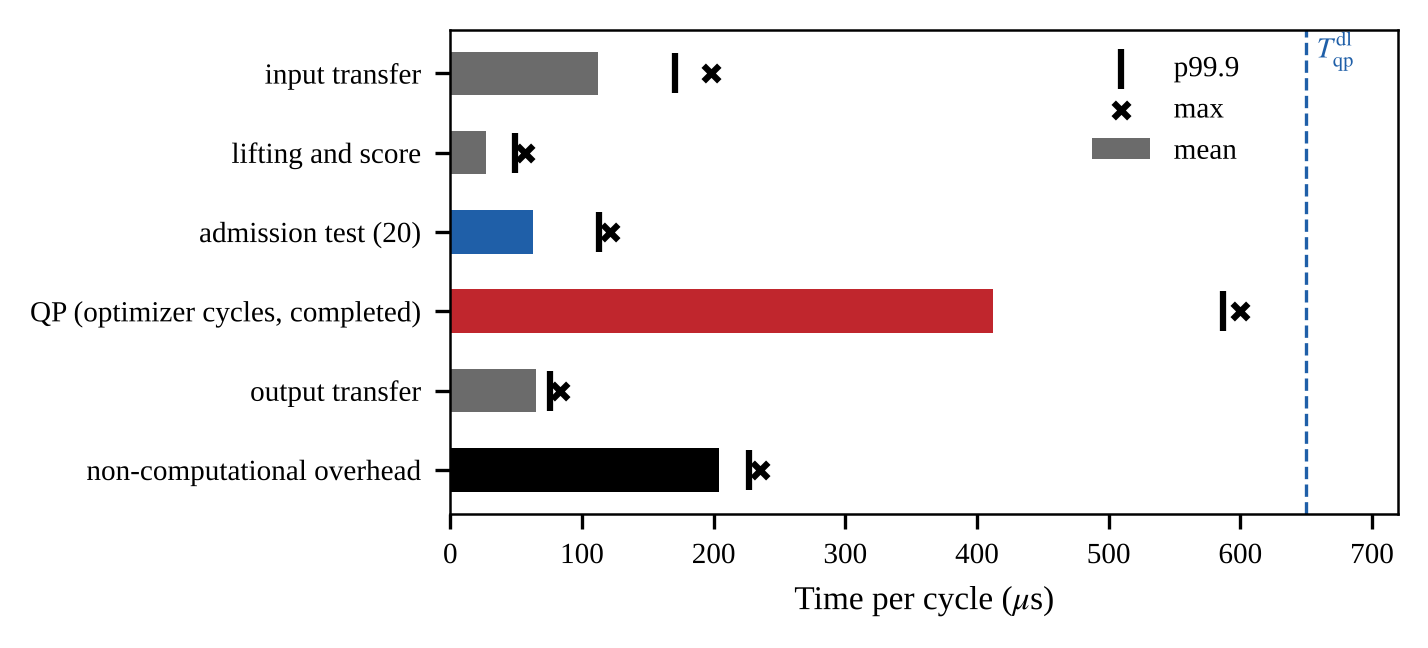 input transfer
lifting and score
admission test (20)
QP (optimizer cycles, completed)
output transfer
non-computational overhead
p99.9
max
mean
T_qp^dl
0 100 200 300 400 500 600 700
Time per cycle (μs)